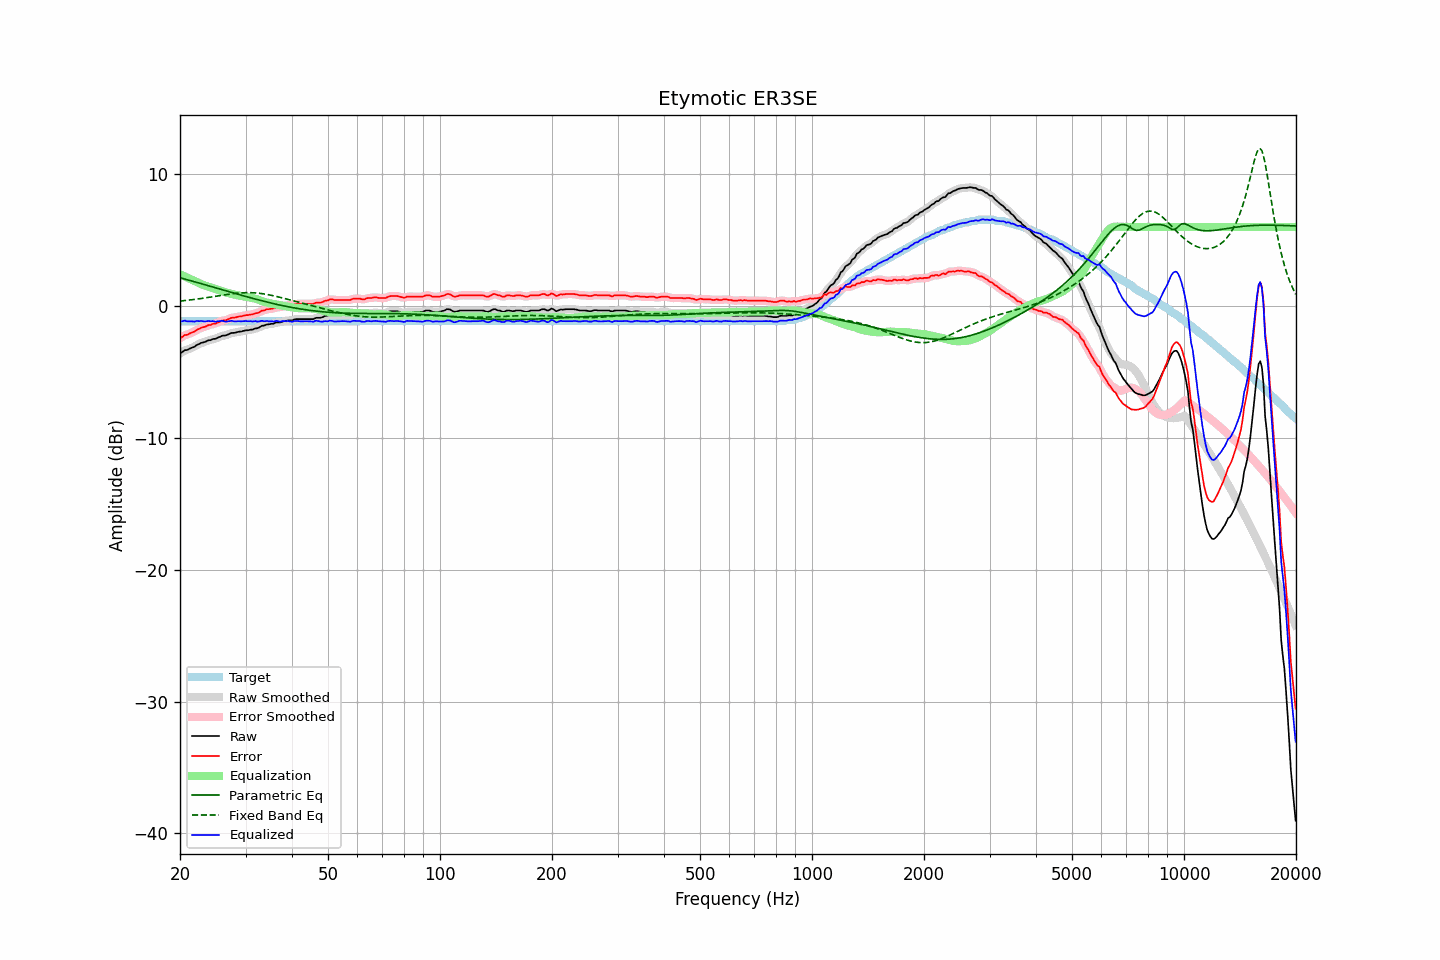 Etymotic ER3SE
10
0
−10
−20
−30
−40
Amplitude (dBr)
Target
Raw Smoothed
Error Smoothed
Raw
Error
Equalization
Parametric Eq
Fixed Band Eq
Equalized
20 50 100 200 500 1000 2000 5000 10000 20000
Frequency (Hz)